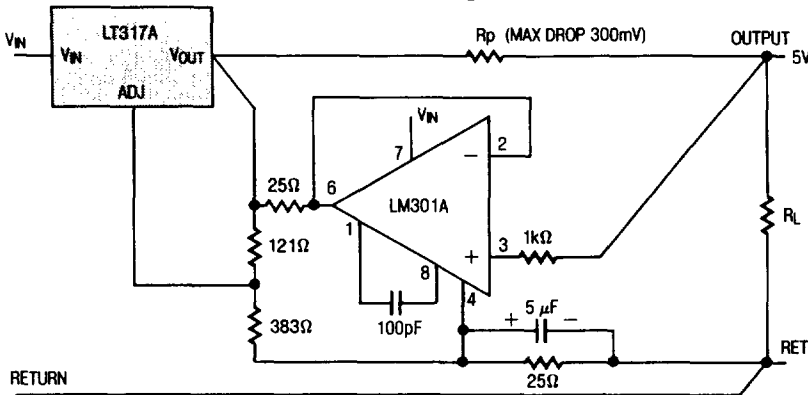 LT317A
VIN
VIN
VOUT
ADJ
RP (MAX DROP 300mV)
OUTPUT
5V
VIN
7
2
−
25Ω
6
LM301A
RL
121Ω
1
3
1kΩ
+
8
4
383Ω
100pF
+
5 μF
−
RET
25Ω
RETURN